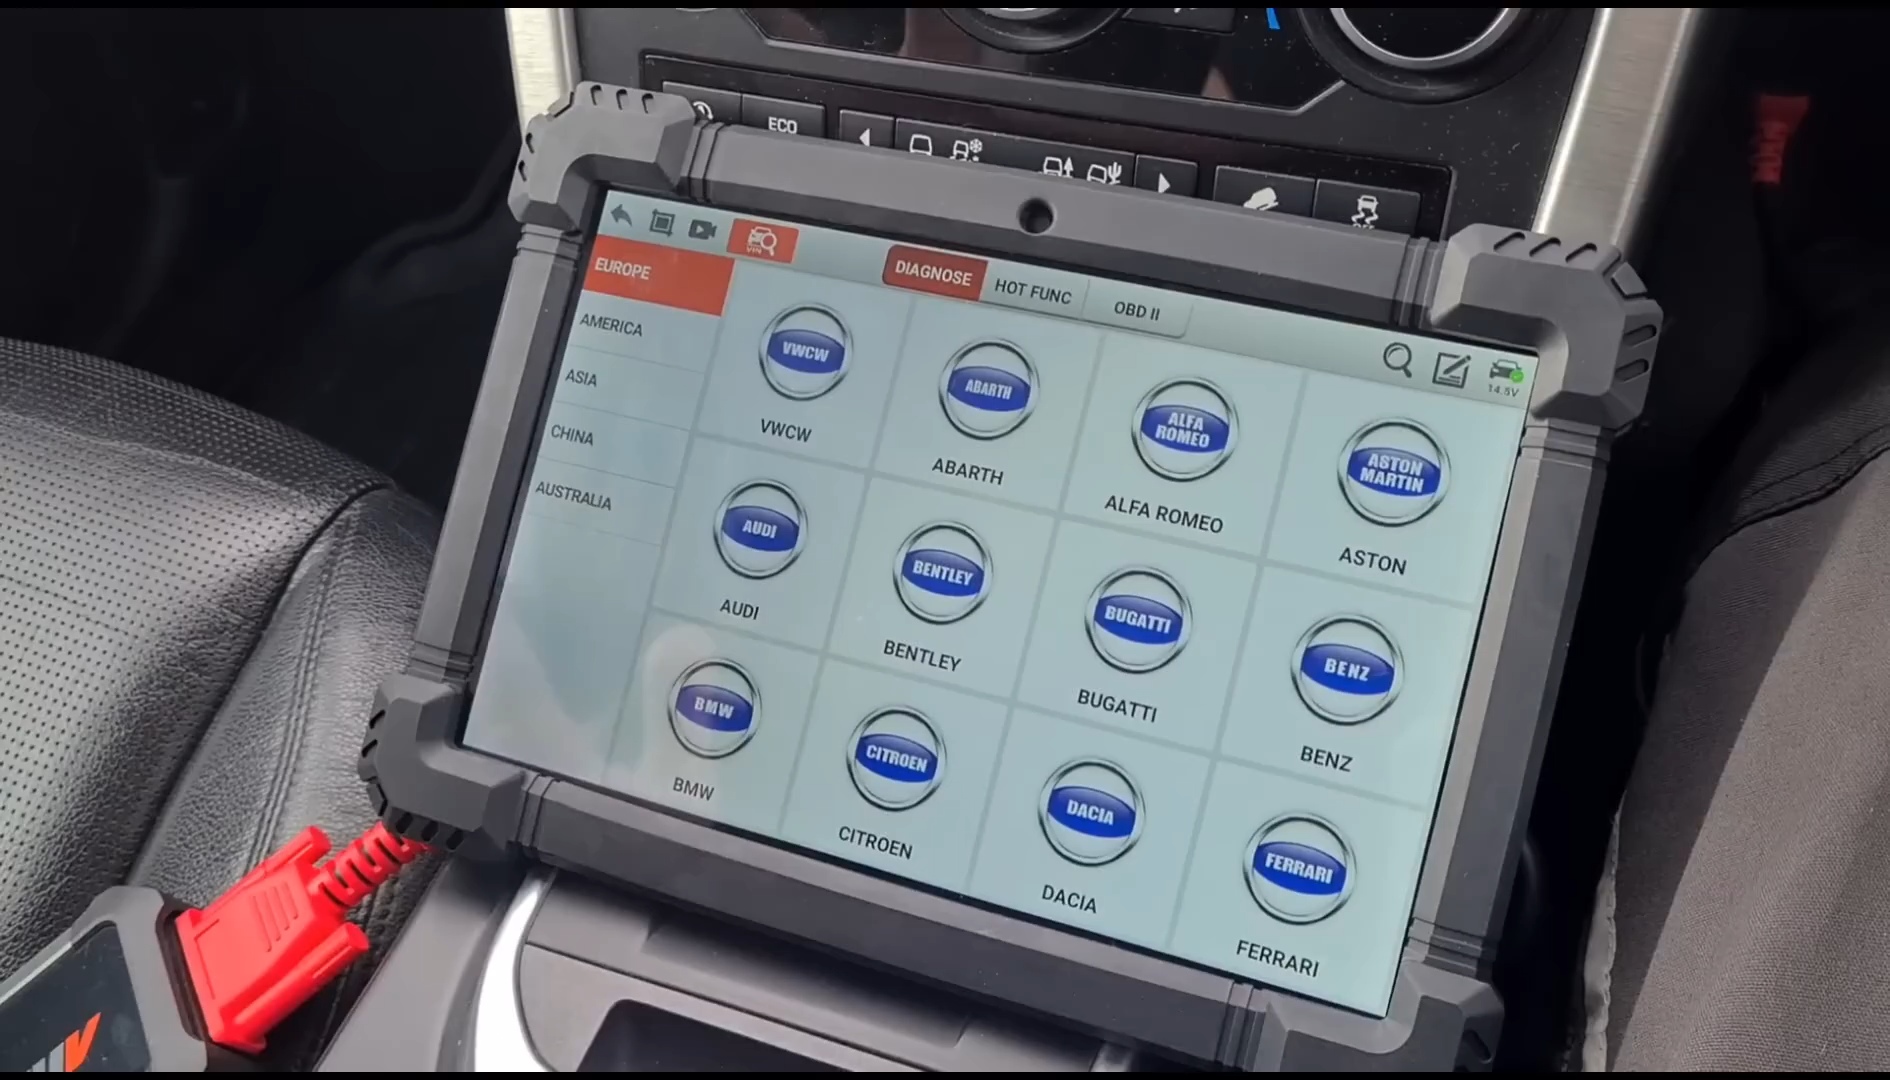 ECO
OFF
VIN
DIAGNOSE
HOT FUNC
OBD II
14.5V
EUROPE
AMERICA
ASIA
CHINA
AUSTRALIA
VWCW
VWCW
ABARTH
ABARTH
ALFA
ROMEO
ALFA ROMEO
ASTON
MARTIN
ASTON
AUDI
AUDI
BENTLEY
BENTLEY
BUGATTI
BUGATTI
BENZ
BENZ
BMW
BMW
CITROEN
CITROEN
DACIA
DACIA
FERRARI
FERRARI